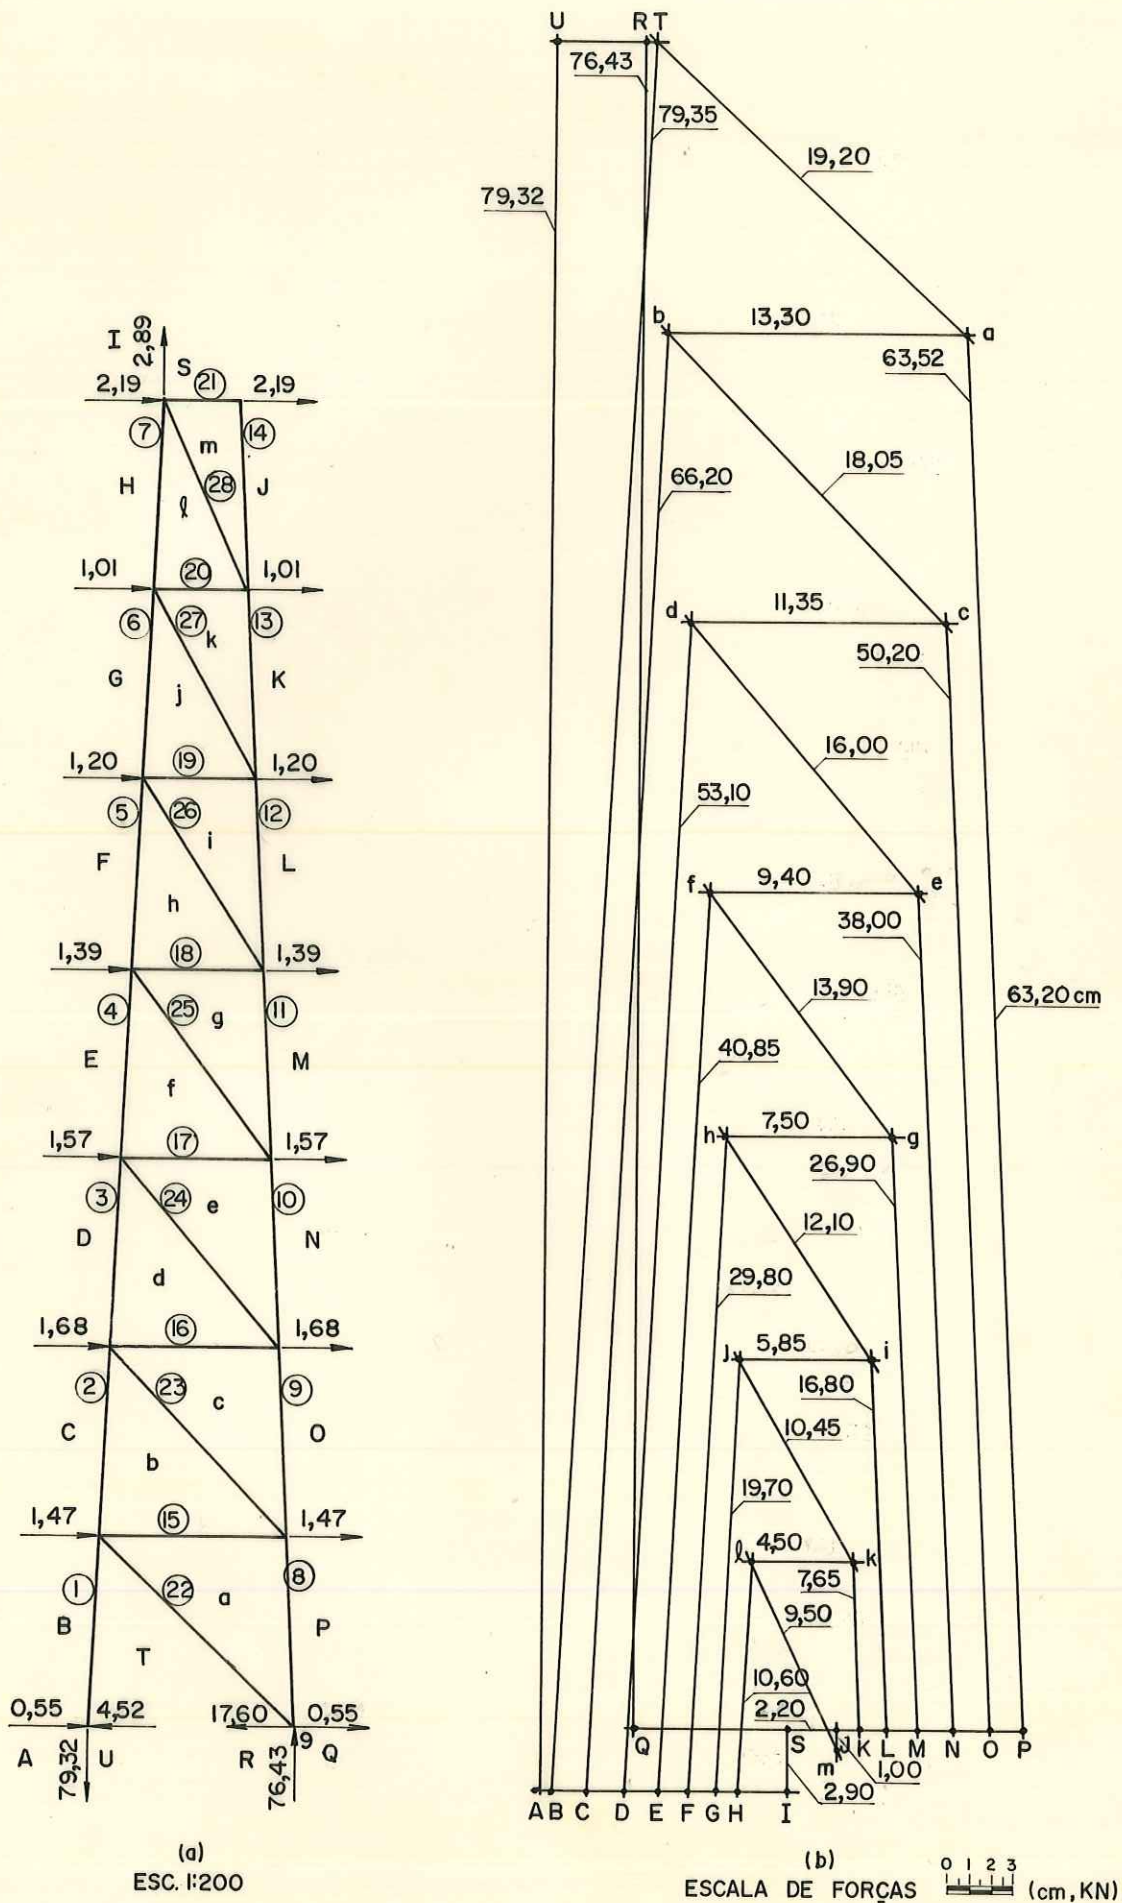 I
2,89
S
21
2,19
2,19
7
14
m
H
28
J
l
1,01
20
1,01
6
27
13
k
G
K
j
1,20
19
1,20
5
26
12
i
F
L
h
1,39
18
1,39
4
25
11
g
E
M
f
1,57
17
1,57
3
24
10
e
D
N
d
1,68
16
1,68
2
23
9
c
C
O
b
1,47
15
1,47
1
22
8
a
B
P
T
0,55
4,52
17,60
9
0,55
A
79,32
U
R
76,43
Q
(a)
ESC. 1:200
U
R
T
76,43
79,35
19,20
79,32
b
13,30
a
63,52
18,05
66,20
d
11,35
c
50,20
16,00
53,10
f
9,40
e
38,00
13,90
63,20 cm
40,85
h
7,50
g
26,90
12,10
29,80
j
5,85
i
16,80
10,45
19,70
l
4,50
k
7,65
9,50
10,60
2,20
Q
S
J
K
L
M
N
O
P
m
1,00
2,90
A
B
C
D
E
F
G
H
I
(b)
ESCALA DE FORÇAS
0 1 2 3
(cm, KN)